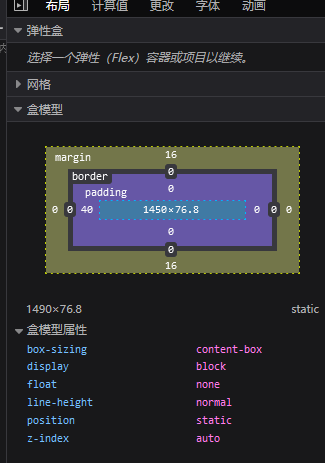 布局 计算值 更改 字体 动画
弹性盒
选择一个弹性（Flex）容器或项目以继续。
网格
盒模型
margin 16
border 0
padding 0
0 0 40 1450×76.8 0 0 0
0
0
16
1490×76.8 static
盒模型属性
box-sizing content-box
display block
float none
line-height normal
position static
z-index auto